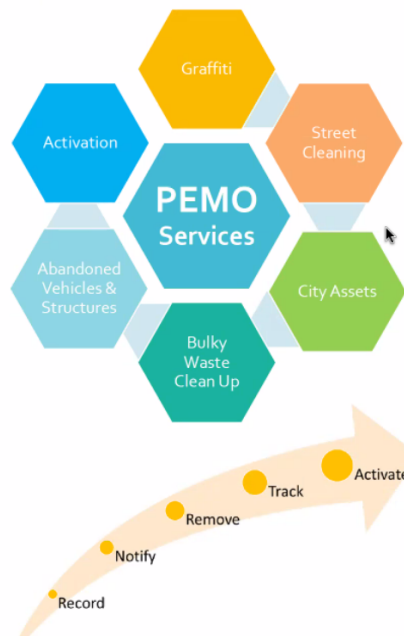 Graffiti
Activation
Street
Cleaning
PEMO
Services
Abandoned
Vehicles &
Structures
City Assets
Bulky
Waste
Clean Up
Activate
Track
Remove
Notify
Record